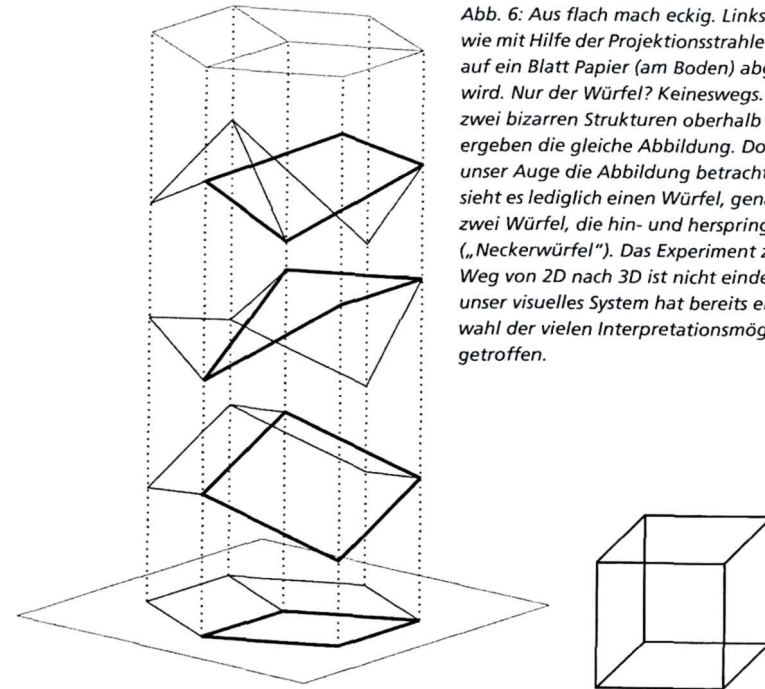 Abb. 6: Aus flach mach eckig. Links
wie mit Hilfe der Projektionsstrahle
auf ein Blatt Papier (am Boden) abg
wird. Nur der Würfel? Keineswegs.
zwei bizarren Strukturen oberhalb
ergeben die gleiche Abbildung. Do
unser Auge die Abbildung betracht
sieht es lediglich einen Würfel, gena
zwei Würfel, die hin- und herspring
(„Neckerwürfel“). Das Experiment z
Weg von 2D nach 3D ist nicht einde
unser visuelles System hat bereits e
wahl der vielen Interpretationsmög
getroffen.